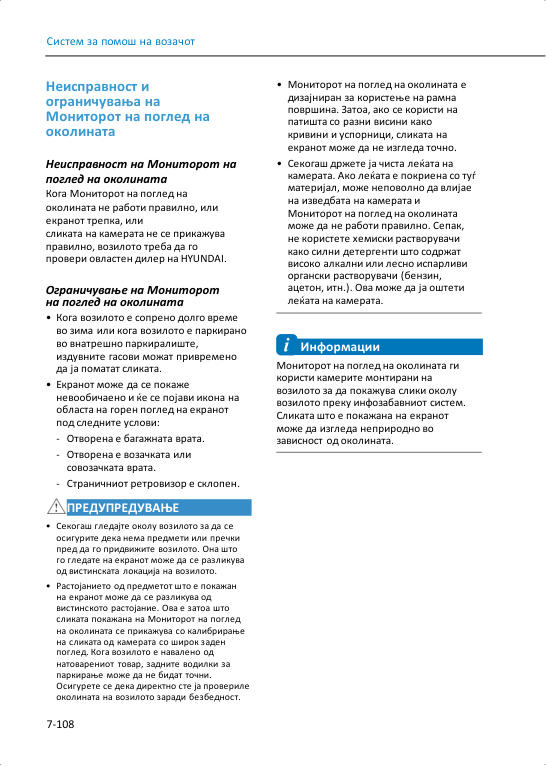 Систем за помош на возачот
Неисправност и
ограничувања на
Мониторот на поглед на
околината
Неисправност на Мониторот на
поглед на околината
Кога Мониторот на поглед на
околината не работи правилно, или
екранот трепка, или
сликата на камерата не се прикажува
правилно, возилото треба да го
провери овластен дилер на HYUNDAI.
Ограничување на Мониторот
на поглед на околината
• Кога возилото е сопрено долго време
во зима или кога возилото е паркирано
во внатрешно паркиралиште,
издувните гасови можат привремено
да ја поматат сликата.
• Екранот може да се покаже
невообичаено и ќе се појави икона на
областа на горен поглед на екранот
под следните услови:
- Отворена е багажната врата.
- Отворена е возачката или
совозачката врата.
- Страничниот ретровизор е склопен.
ПРЕДУПРЕДУВАЊЕ
• Секогаш гледајте околу возилото за да се
осигурите дека нема предмети или пречки
пред да го придвижите возилото. Она што
го гледате на екранот може да се разликува
од вистинската локација на возилото.
• Растојанието од предметот што е покажан
на екранот може да се разликува од
вистинското растојание. Ова е затоа што
сликата покажана на Мониторот на поглед
на околината се прикажува со калибрирање
на сликата од камерата со широк заден
поглед. Кога возилото е навалено од
натоварениот товар, задните водилки за
паркирање може да не бидат точни.
Осигурете се дека директно сте ја провериле
околината на возилото заради безбедност.
• Мониторот на поглед на околината е
дизајниран за користење на рамна
површина. Затоа, ако се користи на
патишта со разни висини како
кривини и успорници, сликата на
екранот може да не изгледа точно.
• Секогаш држете ја чиста леќата на
камерата. Ако леќата е покриена со туѓ
материјал, може неповолно да влијае
на изведбата на камерата и
Мониторот на поглед на околината
може да не работи правилно. Сепак,
не користете хемиски растворувачи
како силни детергенти што содржат
високо алкални или лесно испарливи
органски растворувачи (бензин,
ацетон, итн.). Ова може да ја оштети
леќата на камерата.
i Информации
Мониторот на поглед на околината ги
користи камерите монтирани на
возилото за да покажува слики околу
возилото преку инфозабавниот систем.
Сликата што е покажана на екранот
може да изгледа неприродно во
зависност од околината.
7-108